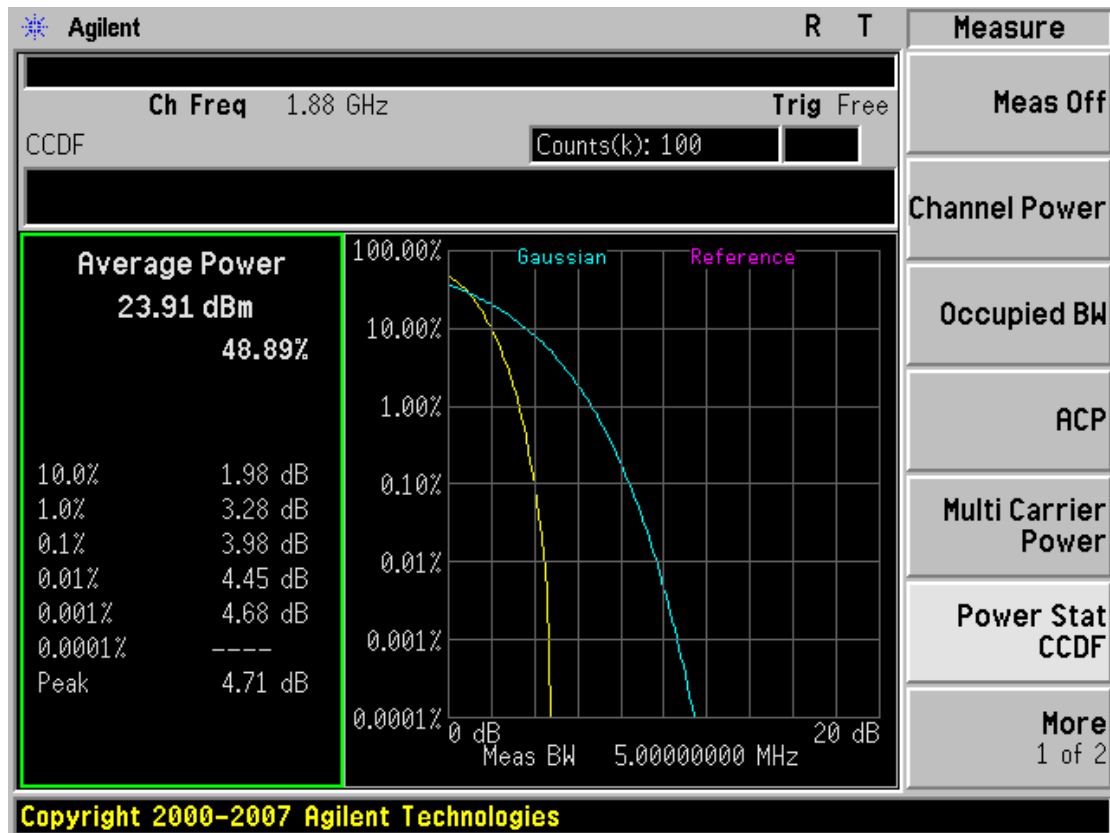 Agilent
R T
Ch Freq 1.88 GHz
Trig Free
CCDF
Counts(k): 100
Average Power
23.91 dBm
48.89%
10.0% 1.98 dB
1.0% 3.28 dB
0.1% 3.98 dB
0.01% 4.45 dB
0.001% 4.68 dB
0.0001% ----
Peak 4.71 dB
Gaussian
Reference
100.00%
10.00%
1.00%
0.10%
0.01%
0.001%
0.0001%
0 dB
20 dB
Meas BW 5.00000000 MHz
Measure
Meas Off
Channel Power
Occupied BW
ACP
Multi Carrier
Power
Power Stat
CCDF
More
1 of 2
Copyright 2000-2007 Agilent Technologies